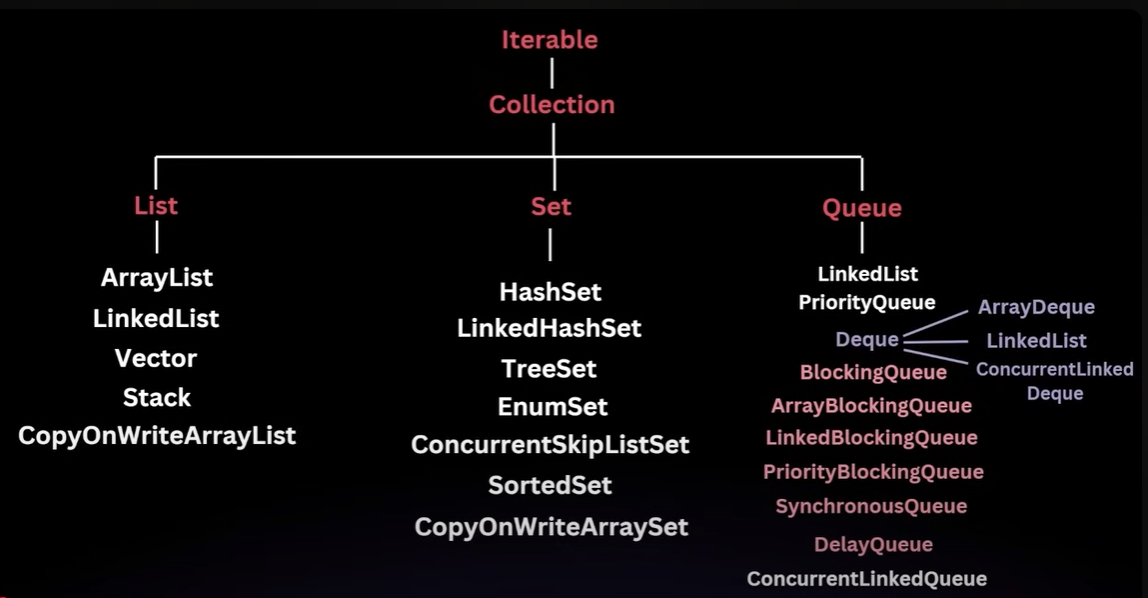 Iterable
Collection
List
Set
Queue
ArrayList
LinkedList
Vector
Stack
CopyOnWriteArrayList
HashSet
LinkedHashSet
TreeSet
EnumSet
ConcurrentSkipListSet
SortedSet
CopyOnWriteArraySet
LinkedList
PriorityQueue
Deque
ArrayDeque
LinkedList
ConcurrentLinked
Deque
BlockingQueue
ArrayBlockingQueue
LinkedBlockingQueue
PriorityBlockingQueue
SynchronousQueue
DelayQueue
ConcurrentLinkedQueue